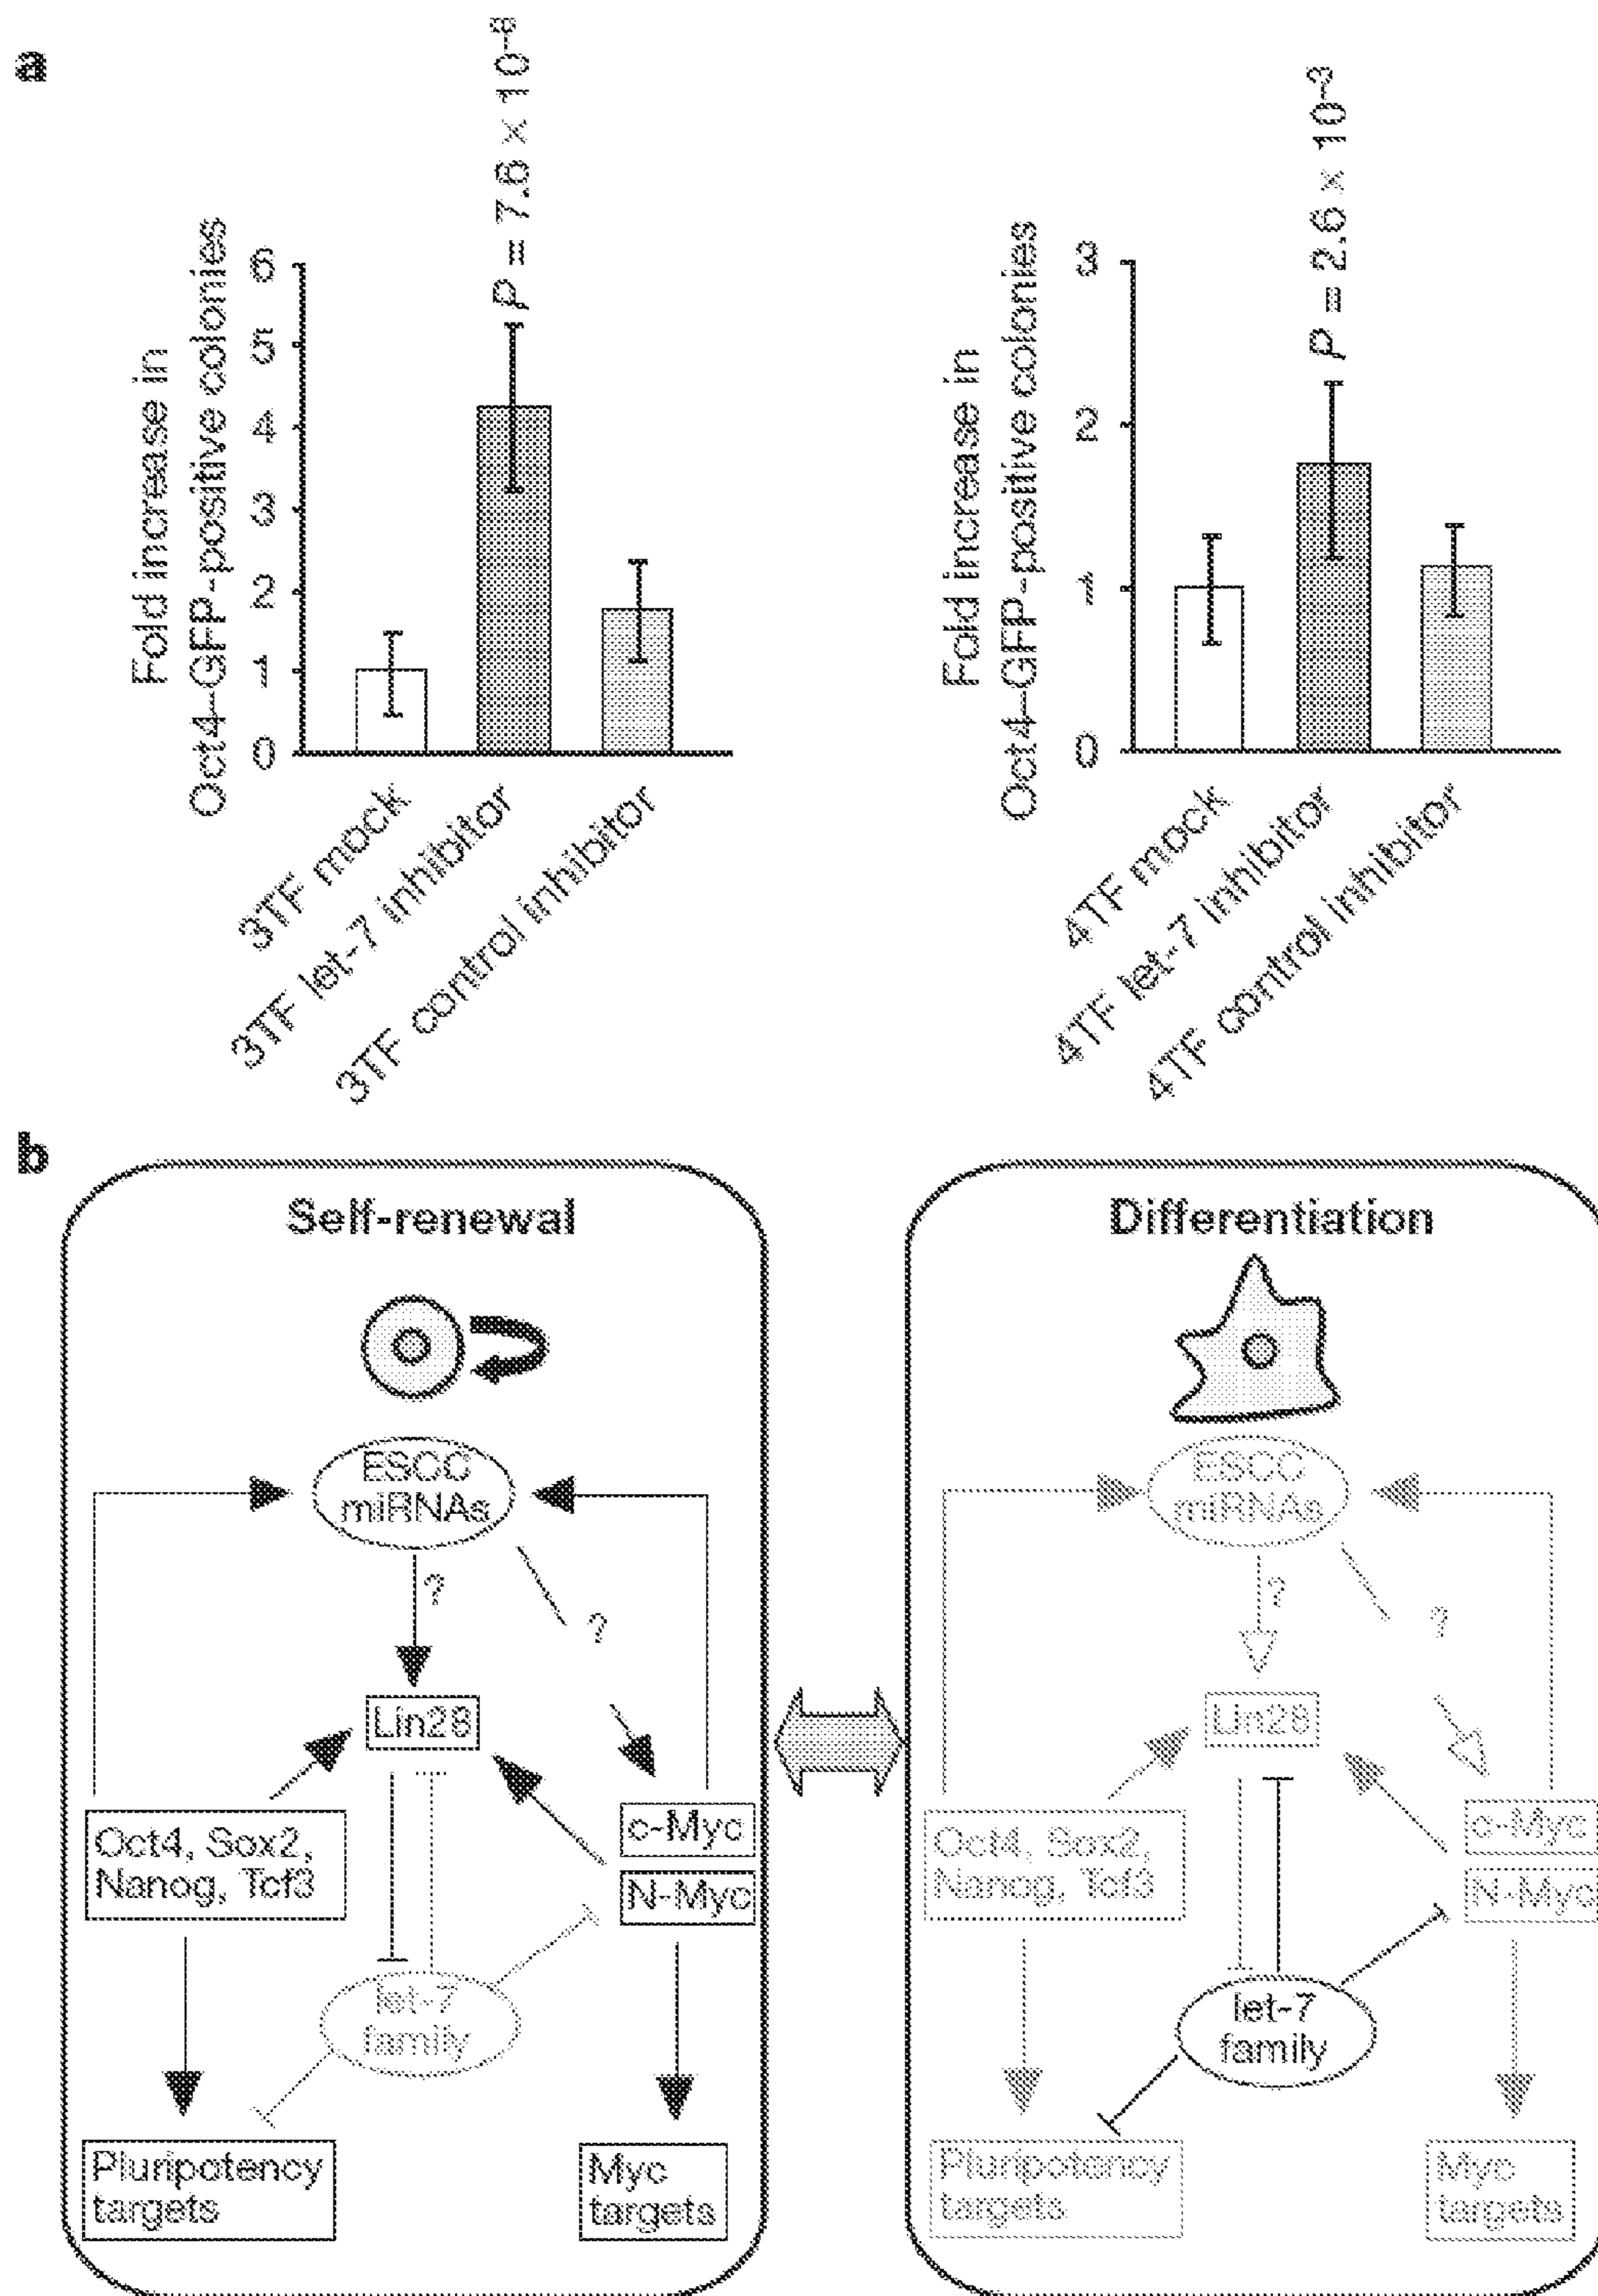 a
Fold increase in
Oct4–GFP-positive colonies
6
5
4
3
2
1
0
P = 7.6 × 10⁻⁸
3TF mock
3TF let-7 inhibitor
3TF control inhibitor
Fold increase in
Oct4–GFP-positive colonies
3
2
1
0
P = 2.6 × 10⁻³
4TF mock
4TF let-7 inhibitor
4TF control inhibitor
b
Self-renewal
ESCC
miRNAs
?
?
Lin28
Oct4, Sox2,
Nanog, Tcf3
c-Myc
N-Myc
let-7
family
Pluripotency
targets
Myc
targets
Differentiation
ESCC
miRNAs
?
?
Lin28
Oct4, Sox2,
Nanog, Tcf3
c-Myc
N-Myc
let-7
family
Pluripotency
targets
Myc
targets